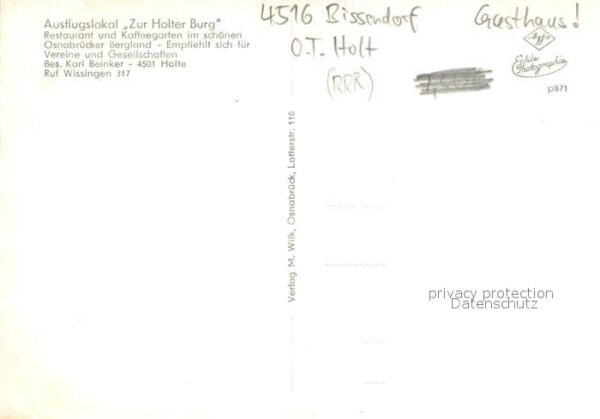 Ausflugslokal „Zur Holter Burg"
Restaurant und Kaffeegarten im schönen
Osnabrücker Bergland - Empfiehlt sich für
Vereine und Gesellschaften
Bes. Karl Beinker - 4501 Holte
Ruf Wissingen 317
4516 Bissendorf
O.T. Holt
(RRR)
Gasthaus!
Agfa
Echte
Photographie
p871
Verlag M. Wilk, Osnabrück, Lotterstr. 110
privacy protection
Datenschutz